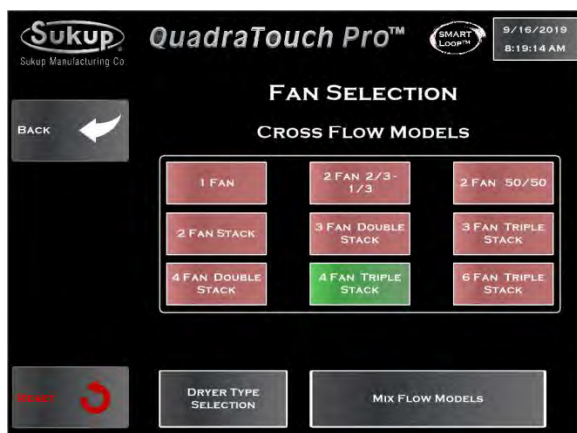 Sukup
Sukup Manufacturing Co
QuadraTouch Pro™
SMART
LOOP™
9/16/2019
8:19:14 AM
FAN SELECTION
BACK
CROSS FLOW MODELS
1 FAN
2 FAN 2/3-
1/3
2 FAN 50/50
2 FAN STACK
3 FAN DOUBLE
STACK
3 FAN TRIPLE
STACK
4 FAN DOUBLE
STACK
4 FAN TRIPLE
STACK
6 FAN TRIPLE
STACK
DRYER TYPE
SELECTION
MIX FLOW MODELS